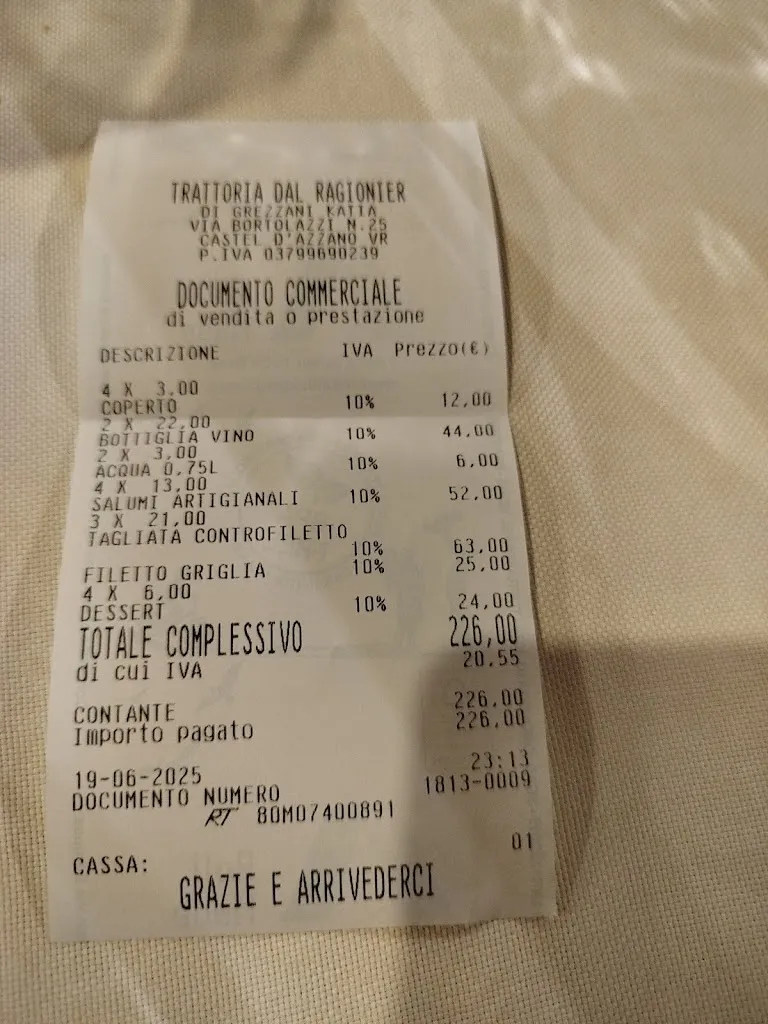 TRATTORIA DAL RAGIONIER
DI GREZZANI KATIA
VIA BORTOLAZZI N.25
CASTEL D'AZZANO VR
P.IVA 03799690239
DOCUMENTO COMMERCIALE
di vendita o prestazione
DESCRIZIONE IVA Prezzo(€)
4 X 3,00
COPERTO 10% 12,00
2 X 22,00
BOTTIGLIA VINO 10% 44,00
2 X 3,00
ACQUA 0.75L 10% 6,00
4 X 13,00
SALUMI ARTIGIANALI 10% 52,00
3 X 21,00
TAGLIATA CONTROFILETTO
10% 63,00
FILETTO GRIGLIA 10% 25,00
4 X 6,00
DESSERT 10% 24,00
TOTALE COMPLESSIVO 226,00
di cui IVA 20,55
CONTANTE 226,00
Importo pagato 226,00
19-06-2025 23:13
DOCUMENTO NUMERO 1813-0009
RT 80M07400891
CASSA: 01
GRAZIE E ARRIVEDERCI